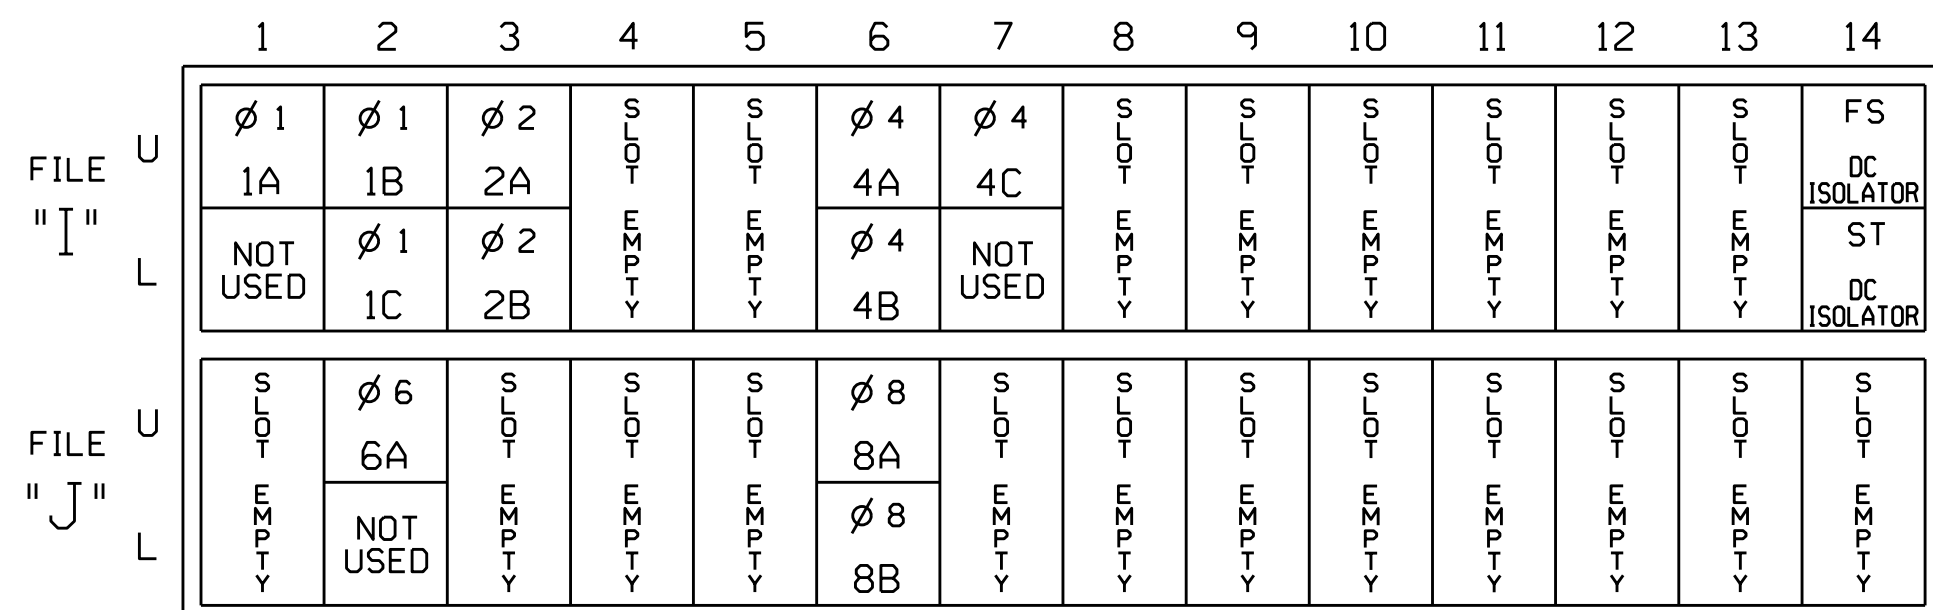 1 2 3 4 5 6 7 8 9 10 11 12 13 14
FILE "I"
U
L
Ø 1
1A
NOT USED
Ø 1
1B
Ø 1
1C
Ø 2
2A
Ø 2
2B
SLOT EMPTY
SLOT EMPTY
Ø 4
4A
Ø 4
4B
Ø 4
4C
NOT USED
SLOT EMPTY
SLOT EMPTY
SLOT EMPTY
SLOT EMPTY
SLOT EMPTY
SLOT EMPTY
FS
DC
ISOLATOR
ST
DC
ISOLATOR
FILE "J"
U
L
SLOT EMPTY
Ø 6
6A
NOT USED
SLOT EMPTY
SLOT EMPTY
SLOT EMPTY
Ø 8
8A
Ø 8
8B
SLOT EMPTY
SLOT EMPTY
SLOT EMPTY
SLOT EMPTY
SLOT EMPTY
SLOT EMPTY
SLOT EMPTY
SLOT EMPTY